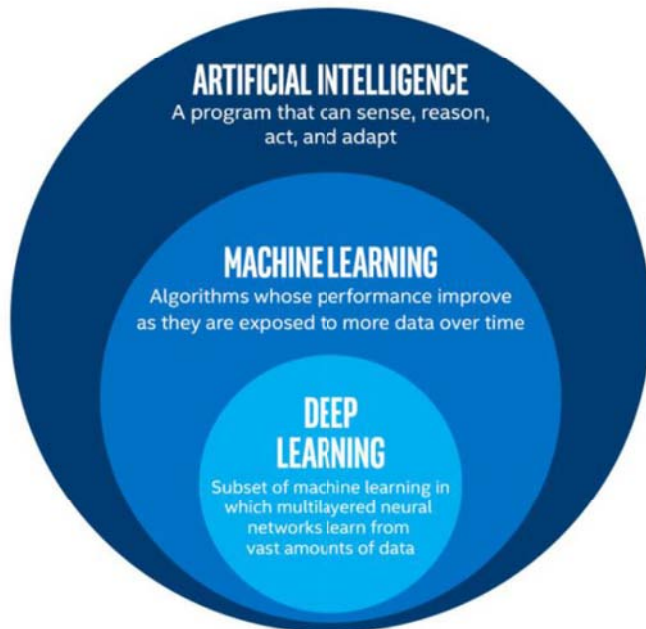 ARTIFICIAL INTELLIGENCE
A program that can sense, reason,
act, and adapt
MACHINE LEARNING
Algorithms whose performance improve
as they are exposed to more data over time
DEEP
LEARNING
Subset of machine learning in
which multilayered neural
networks learn from
vast amounts of data